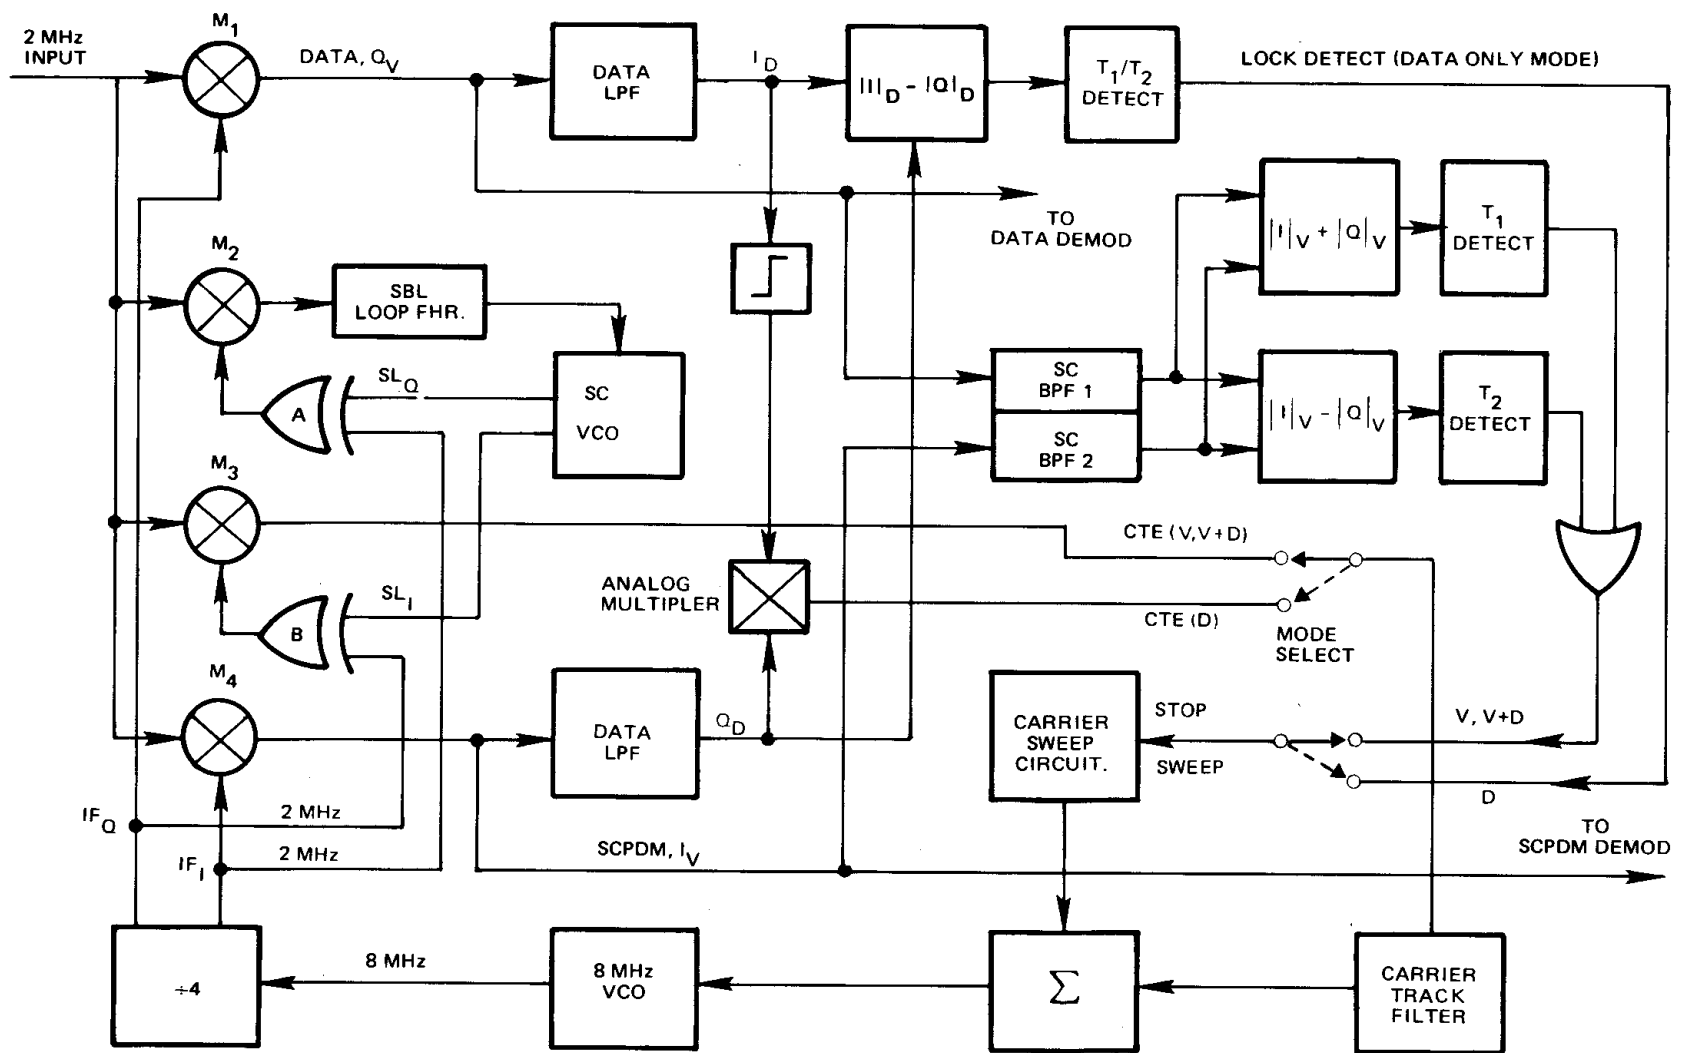 2 MHz
INPUT
M1
DATA, QV
DATA
LPF
ID
|I|D - |Q|D
T1/T2
DETECT
LOCK DETECT (DATA ONLY MODE)
TO
DATA DEMOD
|I|V + |Q|V
T1
DETECT
M2
SBL
LOOP FHR.
SC
VCO
SLQ
A
SC
BPF 1
SC
BPF 2
|I|V - |Q|V
T2
DETECT
M3
SLI
B
ANALOG
MULTIPLER
CTE (V,V+D)
CTE (D)
MODE
SELECT
M4
DATA
LPF
QD
CARRIER
SWEEP
CIRCUIT.
STOP
SWEEP
V, V+D
D
IFQ
2 MHz
IFI
2 MHz
SCPDM, IV
TO
SCPDM DEMOD
÷4
8 MHz
8 MHz
VCO
Σ
CARRIER
TRACK
FILTER